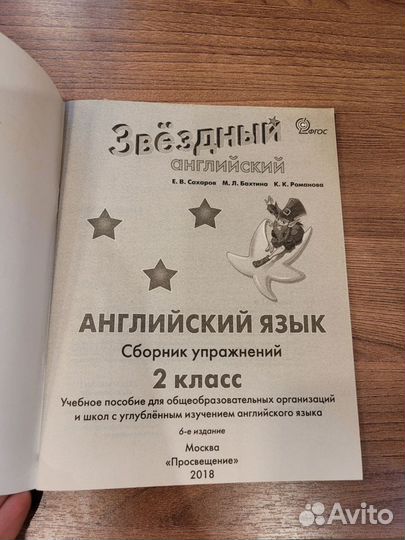 Звёздный
ФГОС
английский
Е. В. Сахаров М. Л. Бахтина К. К. Романова
АНГЛИЙСКИЙ ЯЗЫК
Сборник упражнений
2 класс
Учебное пособие для общеобразовательных организаций
и школ с углублённым изучением английского языка
6-е издание
Москва
«Просвещение»
2018
Avito